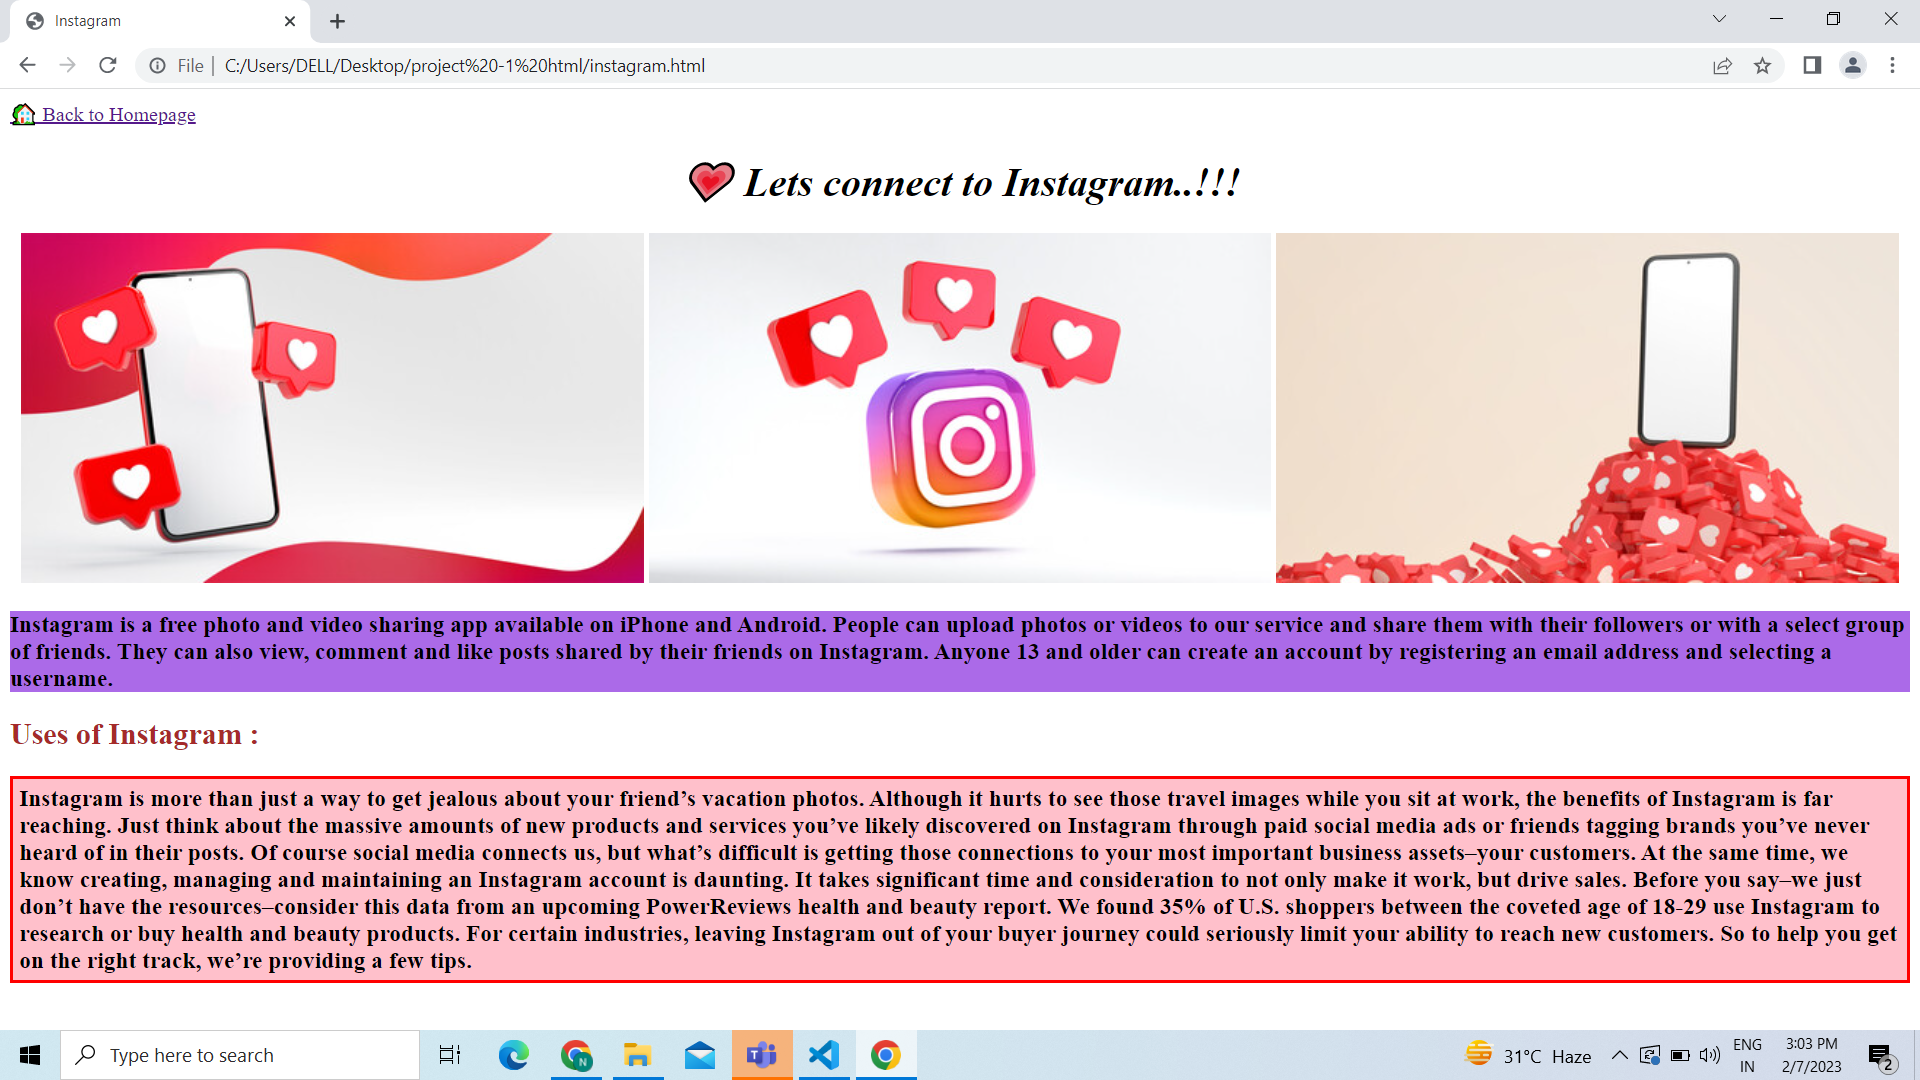 Instagram
File | C:/Users/DELL/Desktop/project%20-1%20html/instagram.html
Back to Homepage
Lets connect to Instagram..!!!
Instagram is a free photo and video sharing app available on iPhone and Android. People can upload photos or videos to our service and share them with their followers or with a select group
of friends. They can also view, comment and like posts shared by their friends on Instagram. Anyone 13 and older can create an account by registering an email address and selecting a
username.
Uses of Instagram :
Instagram is more than just a way to get jealous about your friend’s vacation photos. Although it hurts to see those travel images while you sit at work, the benefits of Instagram is far
reaching. Just think about the massive amounts of new products and services you’ve likely discovered on Instagram through paid social media ads or friends tagging brands you’ve never
heard of in their posts. Of course social media connects us, but what’s difficult is getting those connections to your most important business assets–your customers. At the same time, we
know creating, managing and maintaining an Instagram account is daunting. It takes significant time and consideration to not only make it work, but drive sales. Before you say–we just
don’t have the resources–consider this data from an upcoming PowerReviews health and beauty report. We found 35% of U.S. shoppers between the coveted age of 18-29 use Instagram to
research or buy health and beauty products. For certain industries, leaving Instagram out of your buyer journey could seriously limit your ability to reach new customers. So to help you get
on the right track, we’re providing a few tips.
Type here to search
N
T
31°C Haze
ENG
IN
3:03 PM
2/7/2023
2